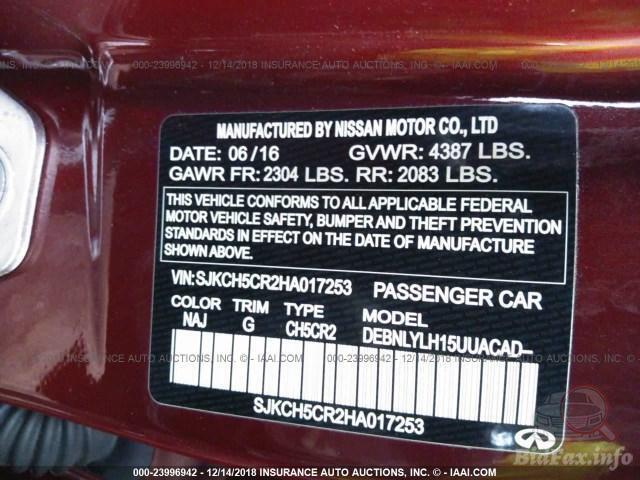 000-23996942 - 12/14/2018 INSURANCE AUTO AUCTIONS, INC. - © IAAI.COM
MANUFACTURED BY NISSAN MOTOR CO., LTD
DATE: 06/16 GVWR: 4387 LBS.
GAWR FR: 2304 LBS. RR: 2083 LBS.
THIS VEHICLE CONFORMS TO ALL APPLICABLE FEDERAL
MOTOR VEHICLE SAFETY, BUMPER AND THEFT PREVENTION
STANDARDS IN EFFECT ON THE DATE OF MANUFACTURE
SHOWN ABOVE.
VIN:SJKCH5CR2HA017253 PASSENGER CAR
COLOR TRIM TYPE MODEL
NAJ G CH5CR2 DEBNLYLH15UUACAD--
000-23996942 - 12/14/2018 INSURANCE AUTO AUCTIONS, INC. - © IAAI.COM
SJKCH5CR2HA017253
BidFax.info
000-23996942 - 12/14/2018 INSURANCE AUTO AUCTIONS, INC. - © IAAI.COM